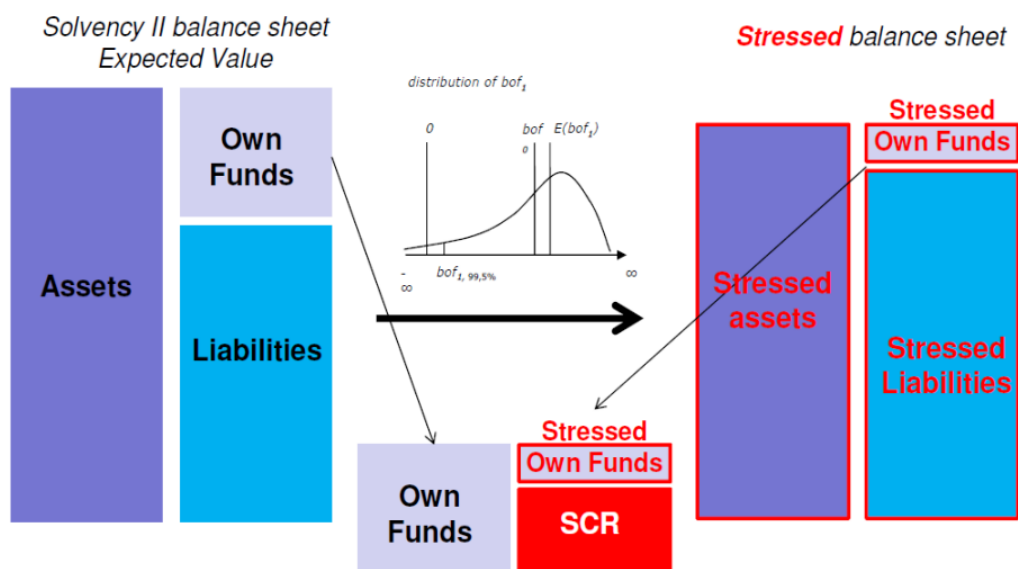 Solvency II balance sheet
Expected Value
Stressed balance sheet
distribution of bof1
0
bof
0
E(bof1)
-
∞
bof1, 99,5%
∞
Assets
Own
Funds
Liabilities
Stressed
Own Funds
Stressed
assets
Stressed
Liabilities
Own
Funds
Stressed
Own Funds
SCR